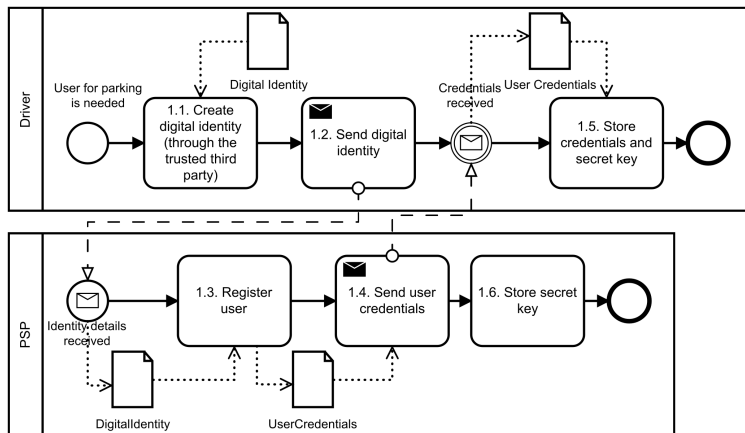 Driver
User for parking
is needed
1.1. Create
digital identity
(through the
trusted third
party)
Digital Identity
1.2. Send digital
identity
Credentials
received
User Credentials
1.5. Store
credentials and
secret key
PSP
Identity details
received
1.3. Register
user
1.4. Send user
credentials
1.6. Store secret
key
DigitalIdentity
UserCredentials